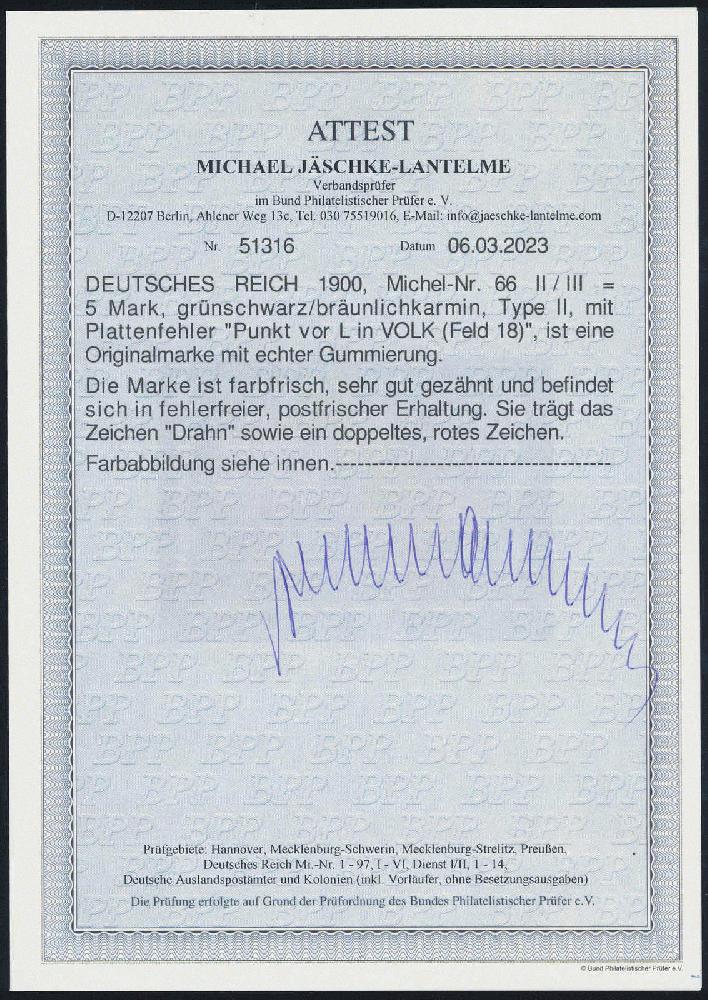 ATTEST
MICHAEL JÄSCHKE-LANTELME
Verbandsprüfer
im Bund Philatelistischer Prüfer e. V.
D-12207 Berlin, Ahlener Weg 13c, Tel. 030 75519016, E-Mail: info@jaeschke-lantelme.com
Nr. 51316 Datum 06.03.2023
DEUTSCHES REICH 1900, Michel-Nr. 66 II / III =
5 Mark, grünschwarz/bräunlichkarmin, Type II, mit
Plattenfehler "Punkt vor L in VOLK (Feld 18)", ist eine
Originalmarke mit echter Gummierung.
Die Marke ist farbfrisch, sehr gut gezähnt und befindet
sich in fehlerfreier, postfrischer Erhaltung. Sie trägt das
Zeichen "Drahn" sowie ein doppeltes, rotes Zeichen.
Farbabbildung siehe innen.--------------------------------------
Prüfgebiete: Hannover, Mecklenburg-Schwerin, Mecklenburg-Strelitz, Preußen,
Deutsches Reich Mi.-Nr. 1 - 97, I - VI, Dienst I/II, 1 - 14,
Deutsche Auslandspostämter und Kolonien (inkl. Vorläufer, ohne Besetzungsausgaben)
Die Prüfung erfolgte auf Grund der Prüfordnung des Bundes Philatelistischer Prüfer e.V.
© Bund Philatelistischer Prüfer e.V.